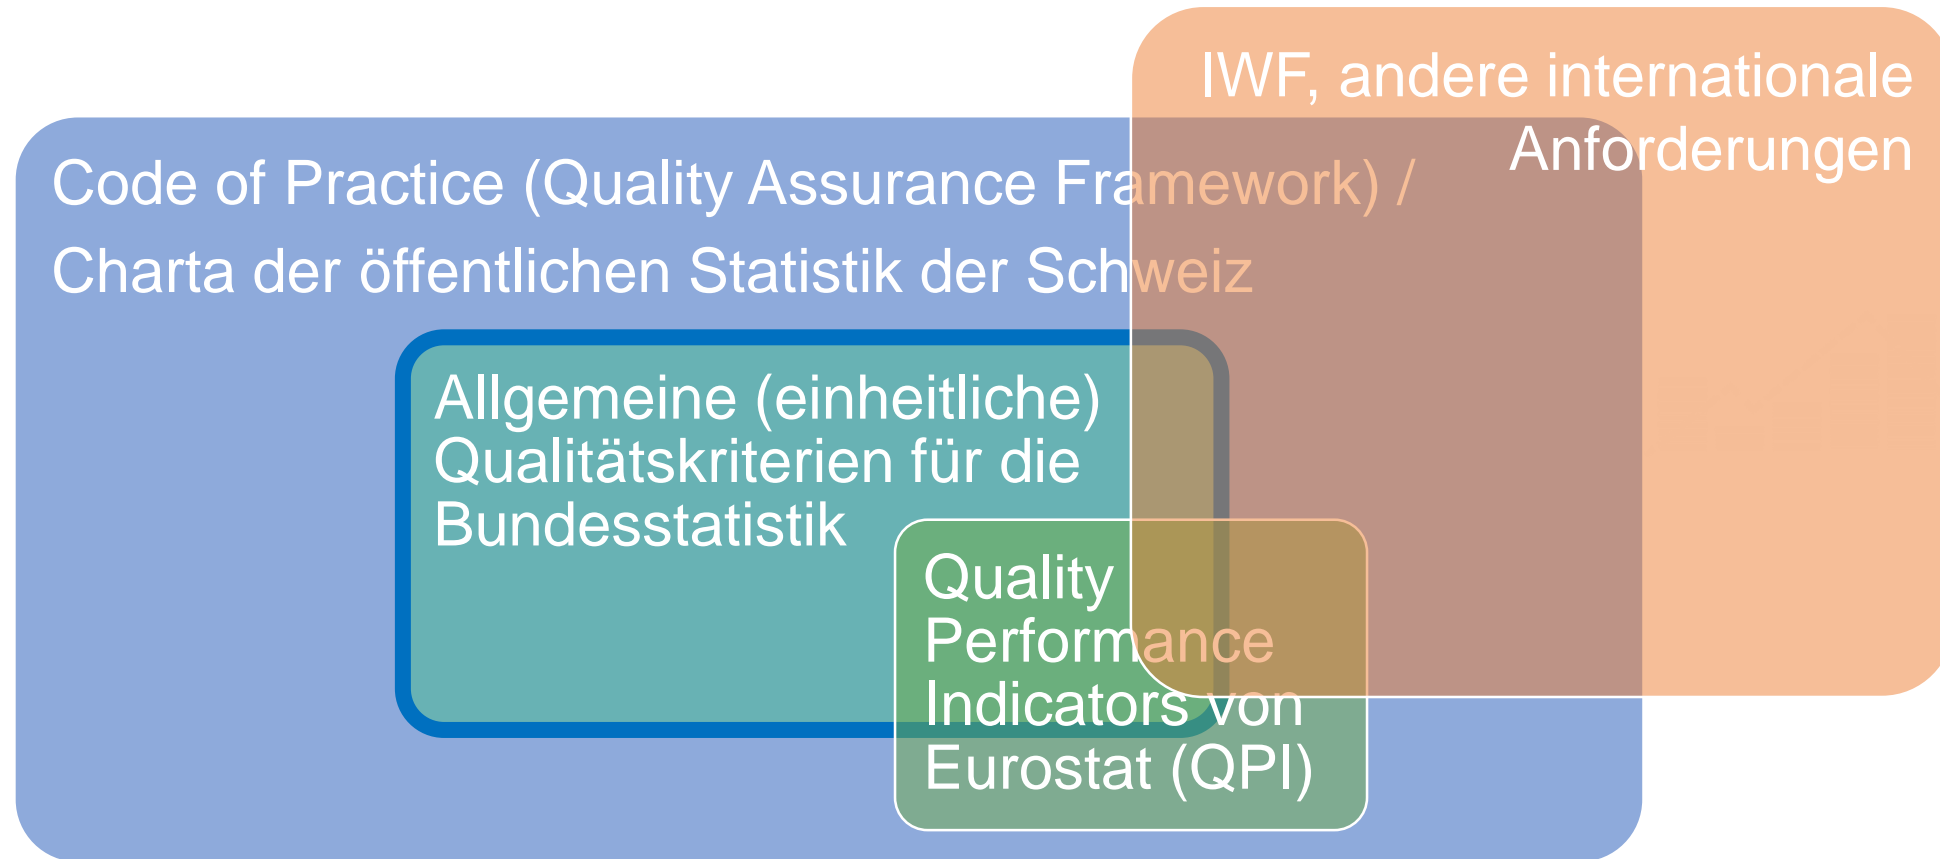 IWF, andere internationale
Anforderungen
Code of Practice (Quality Assurance Framework) /
Charta der öffentlichen Statistik der Schweiz
Allgemeine (einheitliche)
Qualitätskriterien für die
Bundesstatistik
Quality
Performance
Indicators von
Eurostat (QPI)